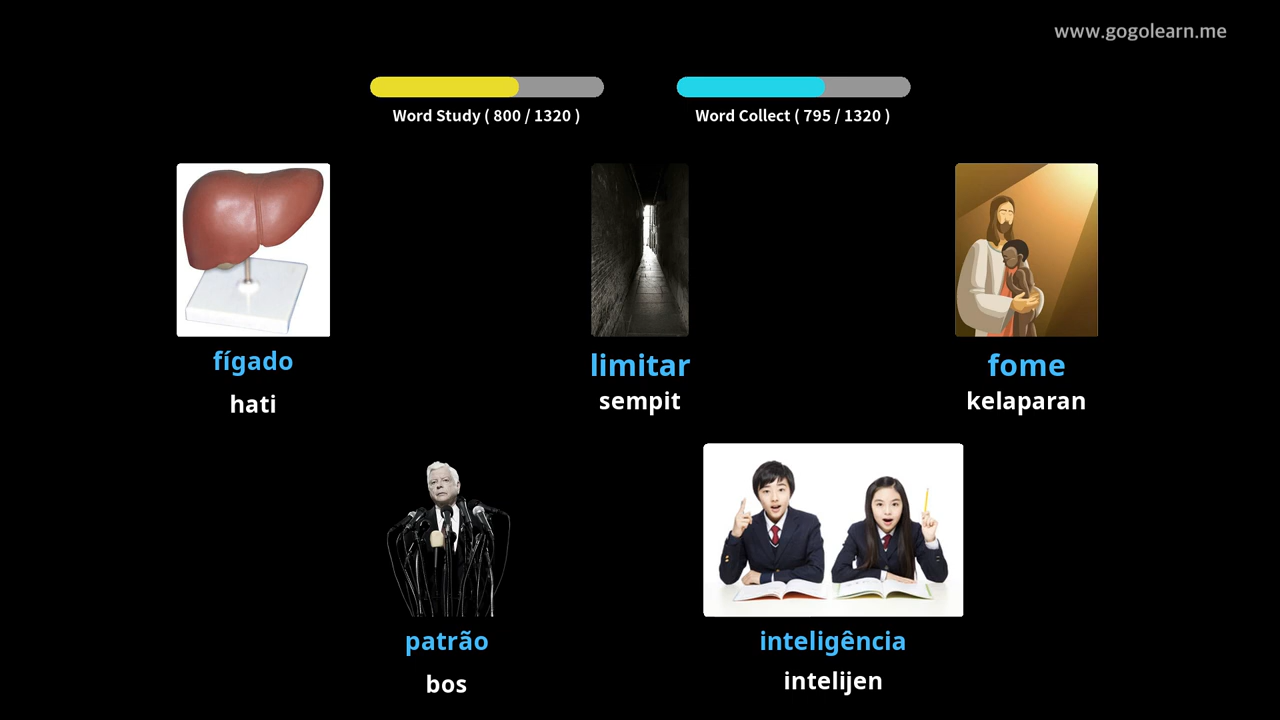 www.gogolearn.me
Word Study ( 800 / 1320 )
Word Collect ( 795 / 1320 )
fígado
hati
limitar
sempit
fome
kelaparan
patrão
bos
inteligência
intelijen